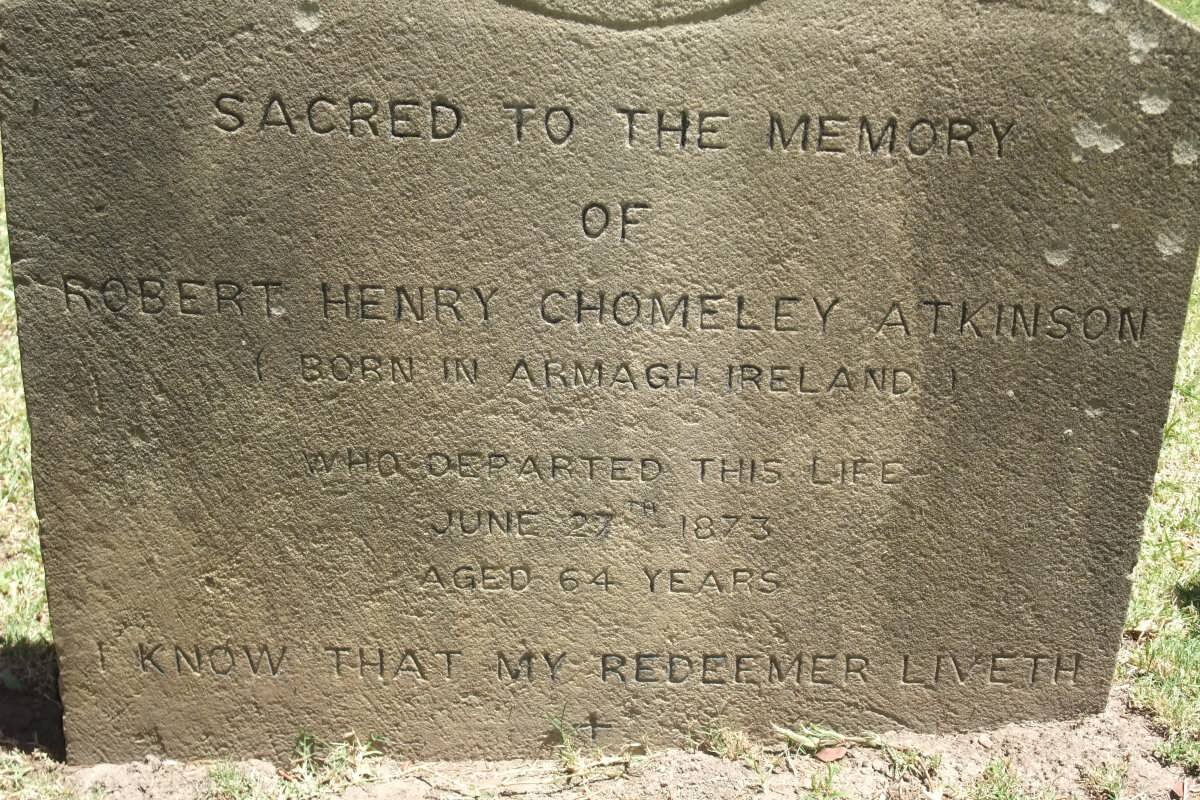 SACRED TO THE MEMORY
OF
ROBERT HENRY CHOMELEY ATKINSON
( BORN IN ARMAGH IRELAND )
WHO DEPARTED THIS LIFE
JUNE 27TH 1873
AGED 64 YEARS
I KNOW THAT MY REDEEMER LIVETH